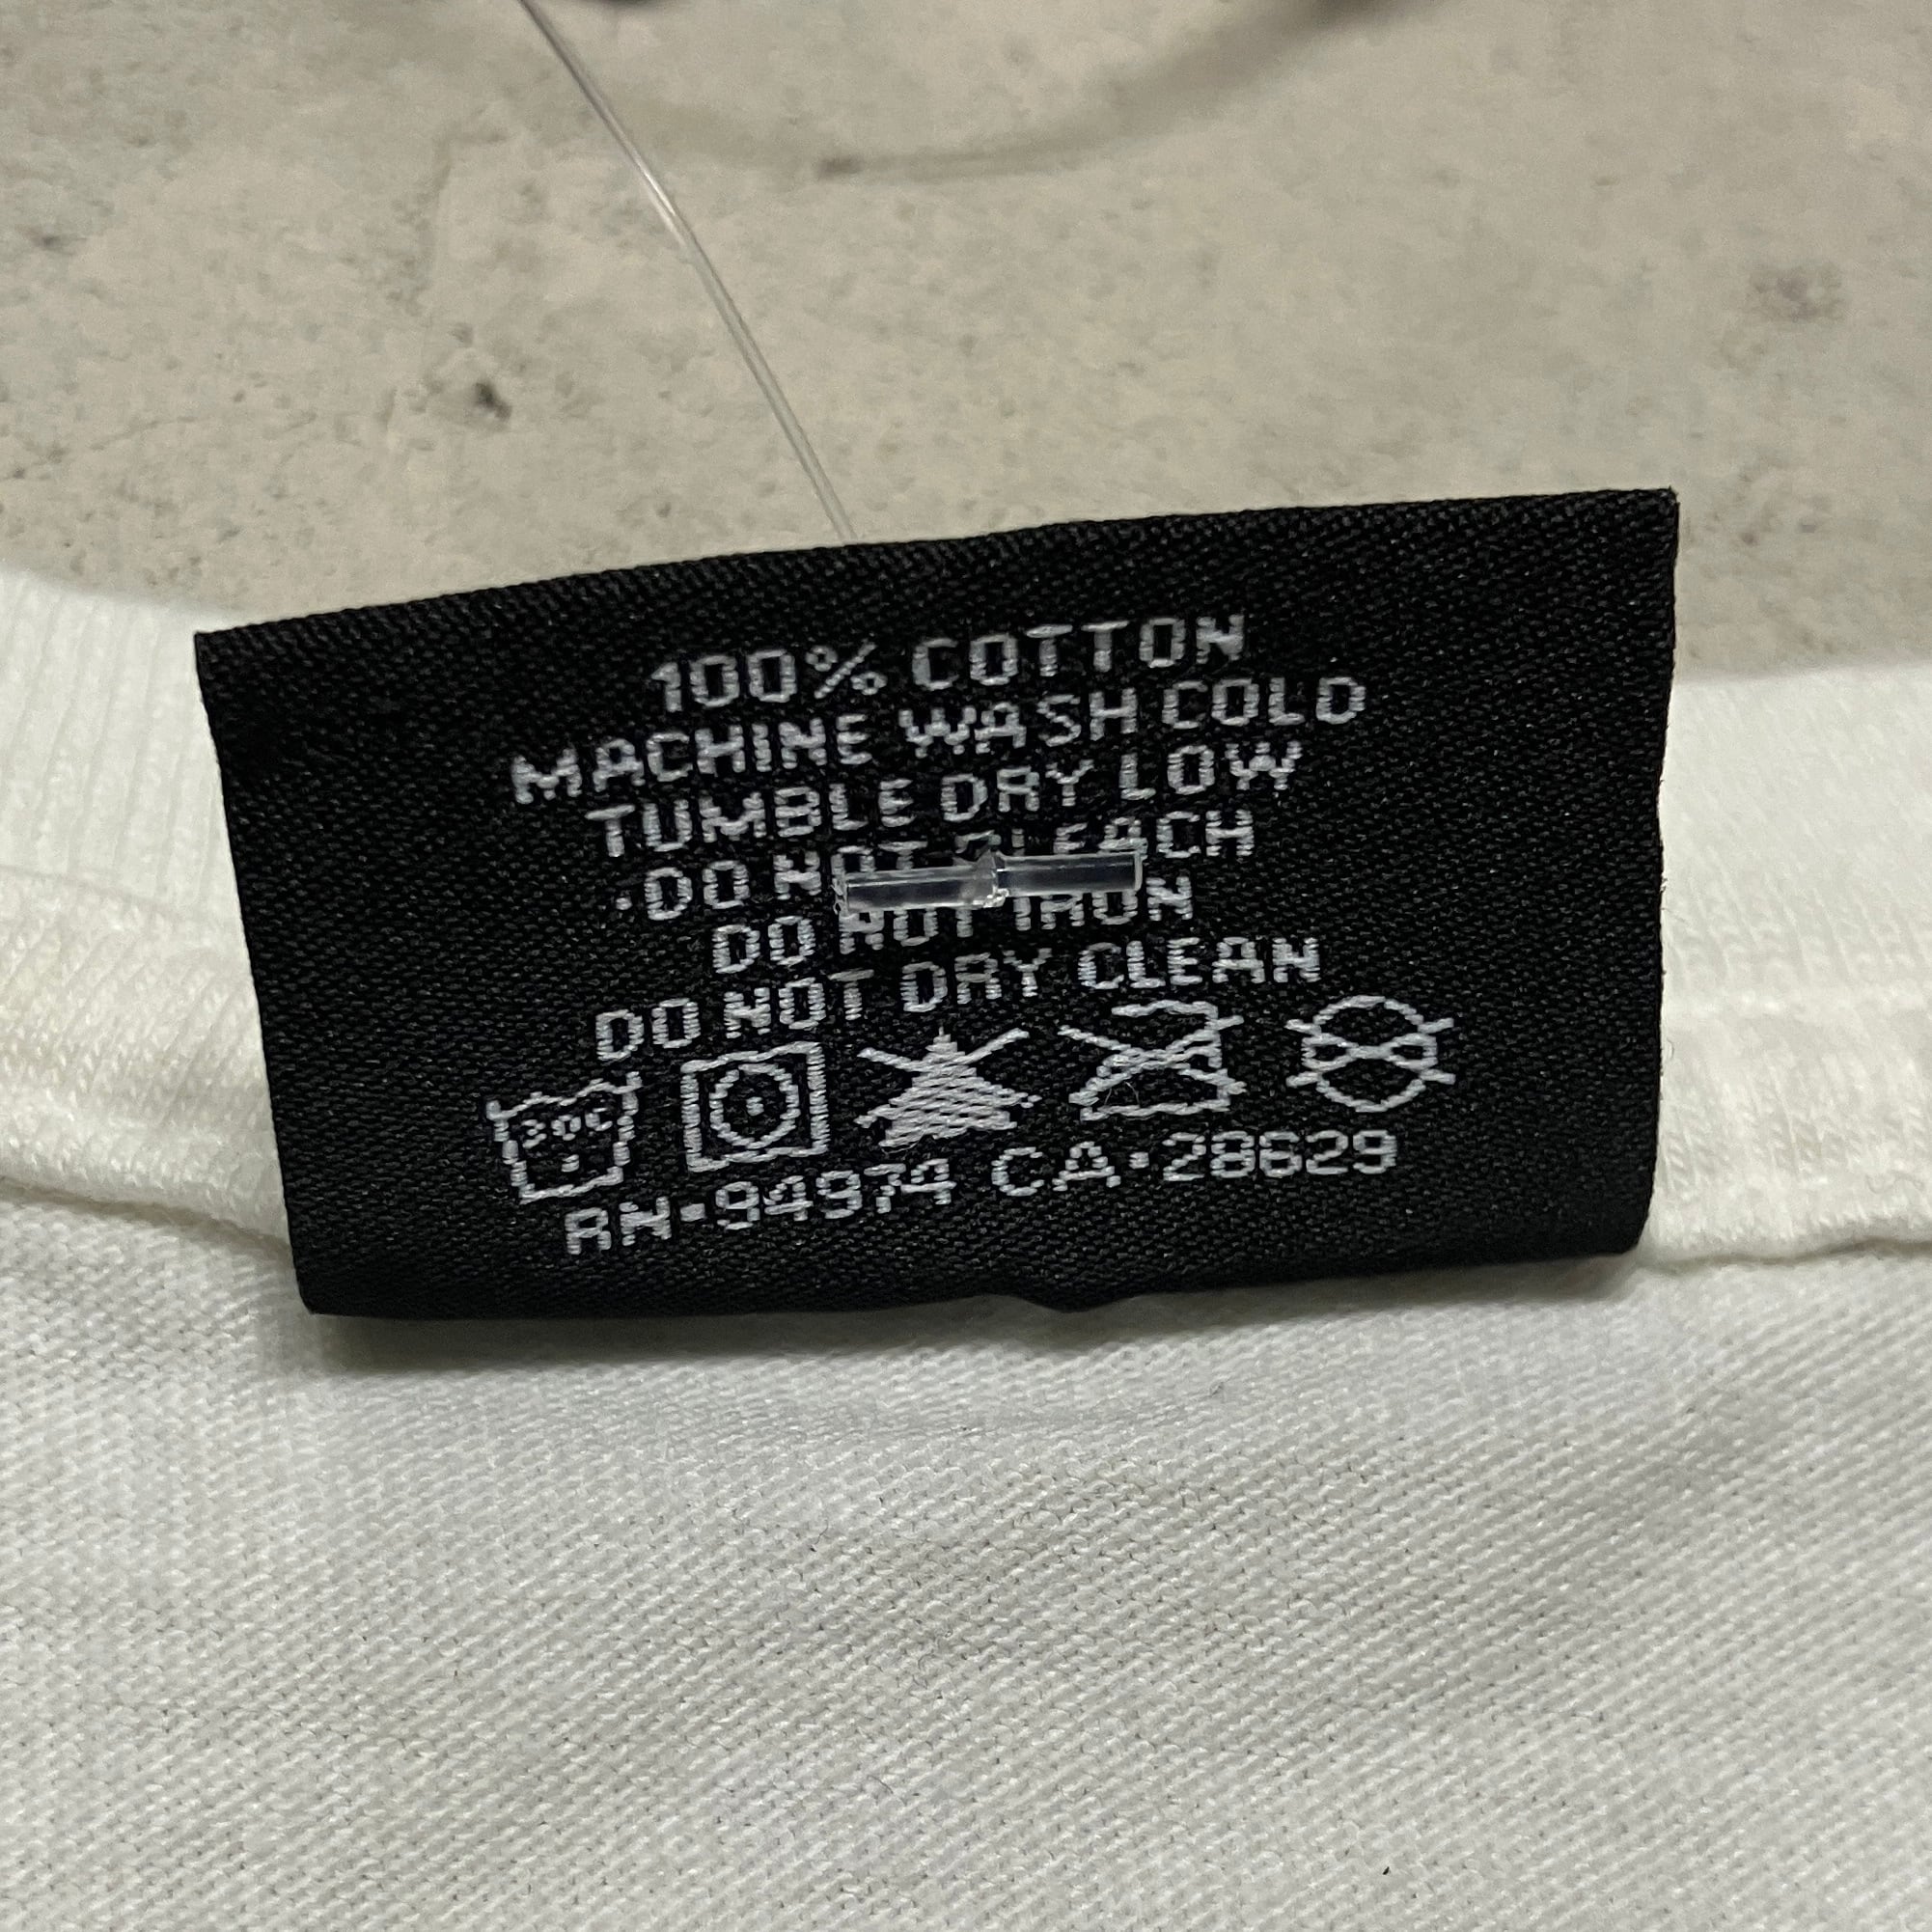 100% COTTON
MACHINE WASH COLD
TUMBLE DRY LOW
DO NOT BLEACH
DO NOT IRON
DO NOT DRY CLEAN
30C
RN·94974 CA·28629